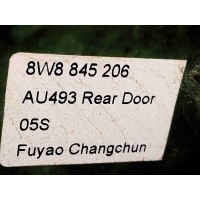 8W8 845 206
AU493 Rear Door
05S
Fuyao Changchun